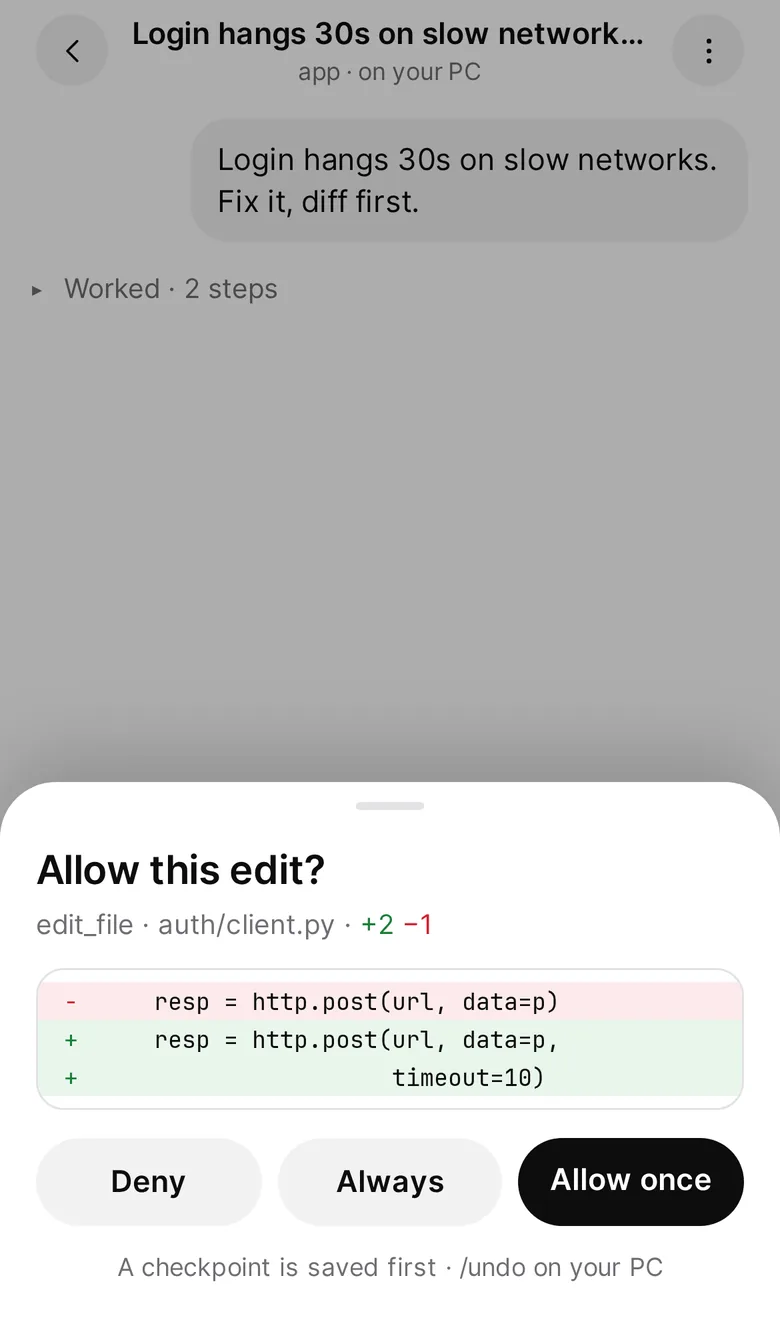 Login hangs 30s on slow network...
app · on your PC
Login hangs 30s on slow networks.
Fix it, diff first.
▸ Worked · 2 steps
Allow this edit?
edit_file · auth/client.py · +2 −1
-     resp = http.post(url, data=p)
+     resp = http.post(url, data=p,
+                      timeout=10)
Deny
Always
Allow once
A checkpoint is saved first · /undo on your PC